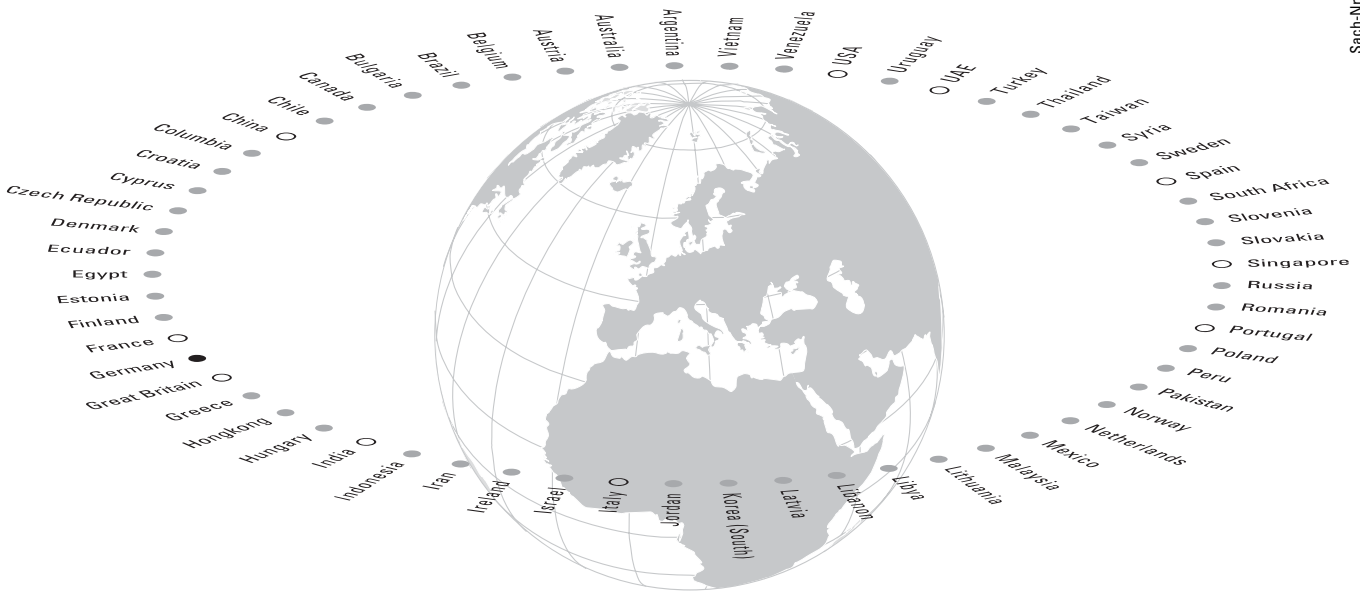 Argentina
Australia
Austria
Belgium
Brazil
Bulgaria
Canada
Chile
China
Columbia
Croatia
Cyprus
Czech Republic
Denmark
Ecuador
Egypt
Estonia
Finland
France
Germany
Great Britain
Greece
Hongkong
Hungary
India
Indonesia
Iran
Ireland
Israel
Italy
Jordan
Korea (South)
Latvia
Libanon
Libya
Lithuania
Malaysia
Mexico
Netherlands
Norway
Pakistan
Peru
Poland
Portugal
Romania
Russia
Singapore
Slovakia
Slovenia
South Africa
Spain
Sweden
Syria
Taiwan
Thailand
Turkey
UAE
Uruguay
USA
Venezuela
Vietnam